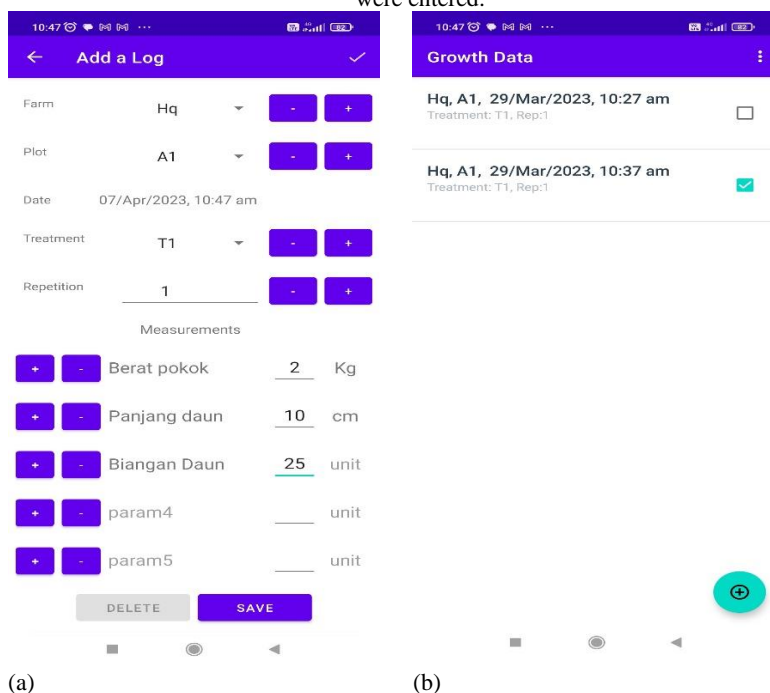 were entered.
10:47 ··· 82
Add a Log
Farm Hq - +
Plot A1 - +
Date 07/Apr/2023, 10:47 am
Treatment T1 - +
Repetition 1 - +
Measurements
+ - Berat pokok 2 Kg
+ - Panjang daun 10 cm
+ - Biangan Daun 25 unit
+ - param4 unit
+ - param5 unit
DELETE SAVE
(a)
10:47 ··· 82
Growth Data
Hq, A1, 29/Mar/2023, 10:27 am
Treatment: T1, Rep:1
Hq, A1, 29/Mar/2023, 10:37 am
Treatment: T1, Rep:1
(b)